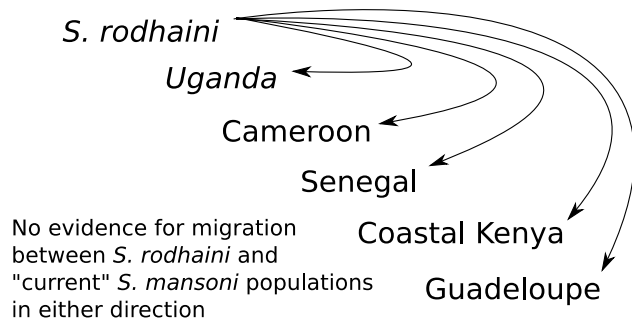 S. rodhaini
Uganda
Cameroon
Senegal
Coastal Kenya
Guadeloupe
No evidence for migration
between S. rodhaini and
"current" S. mansoni populations
in either direction